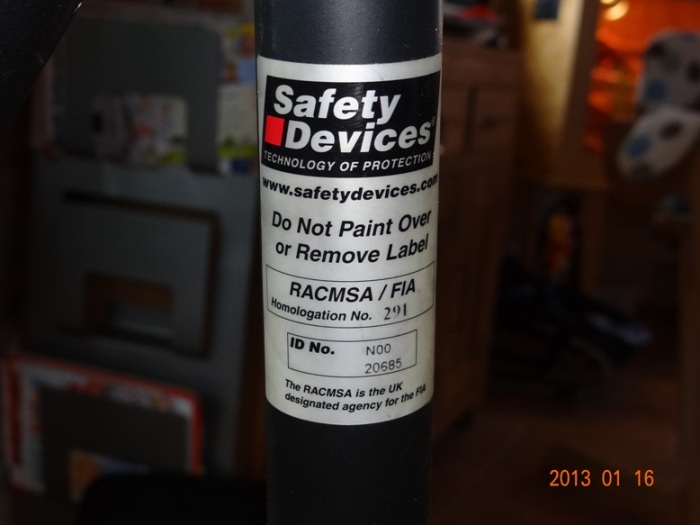 Safety
Devices
TECHNOLOGY OF PROTECTION
www.safetydevices.com
Do Not Paint Over
or Remove Label
RACMSA / FIA
Homologation No. 291
ID No. N00
20685
The RACMSA is the UK
designated agency for the FIA
2013 01 16